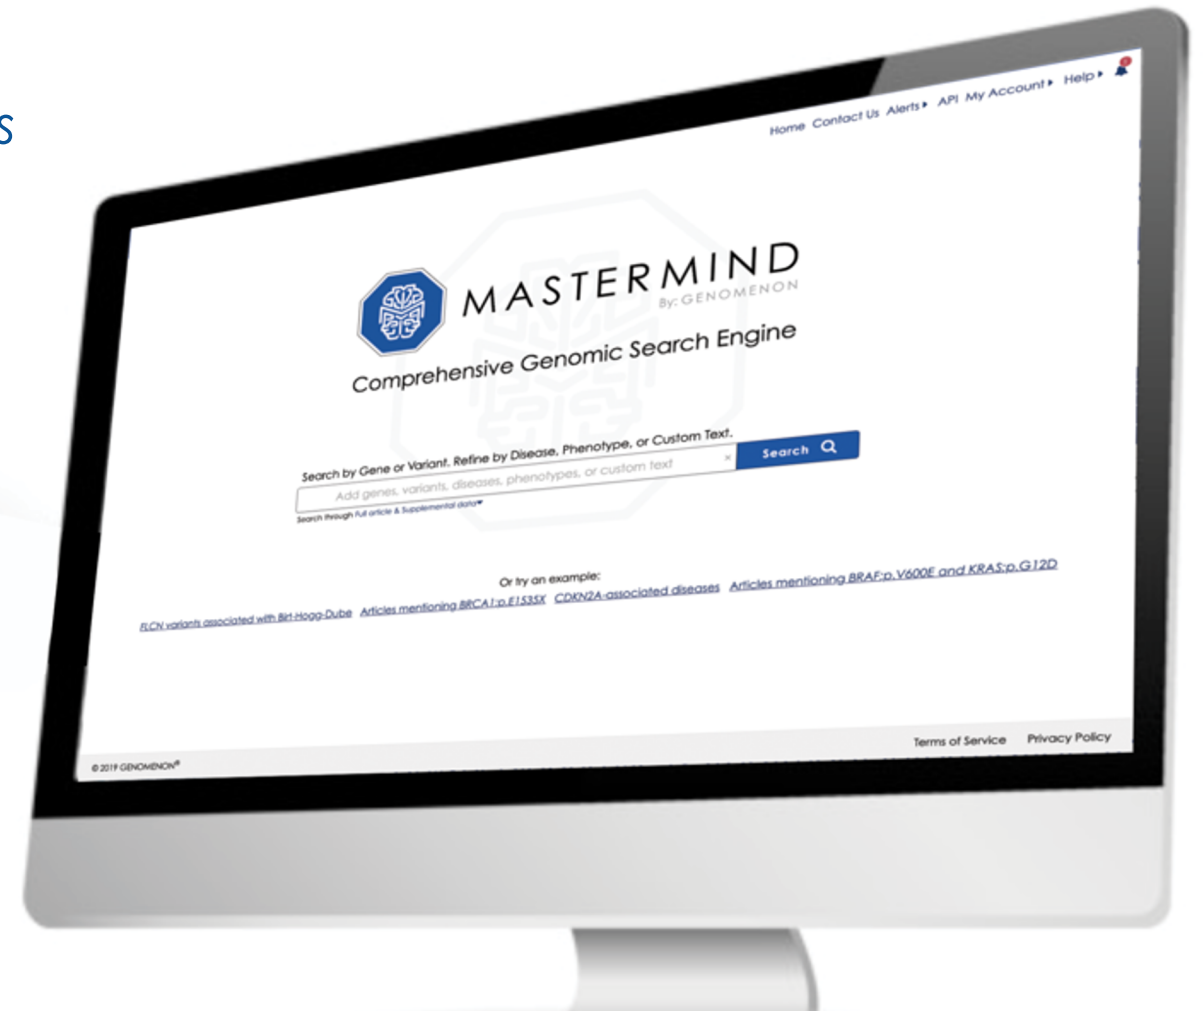 s
Home Contact Us Alerts API My Account Help
MASTERMIND
By: GENOMENON
Comprehensive Genomic Search Engine
Search by Gene or Variant. Refine by Disease, Phenotype, or Custom Text.
Add genes, variants, diseases, phenotypes, or custom text × Search
Search through Full article & Supplemental data
Or try an example:
FLCN variants associated with Birt-Hogg-Dube Articles mentioning BRCA1:p.E1535X CDKN2A-associated diseases Articles mentioning BRAF:p.V600E and KRAS:p.G12D
© 2019 GENOMENON® Terms of Service Privacy Policy